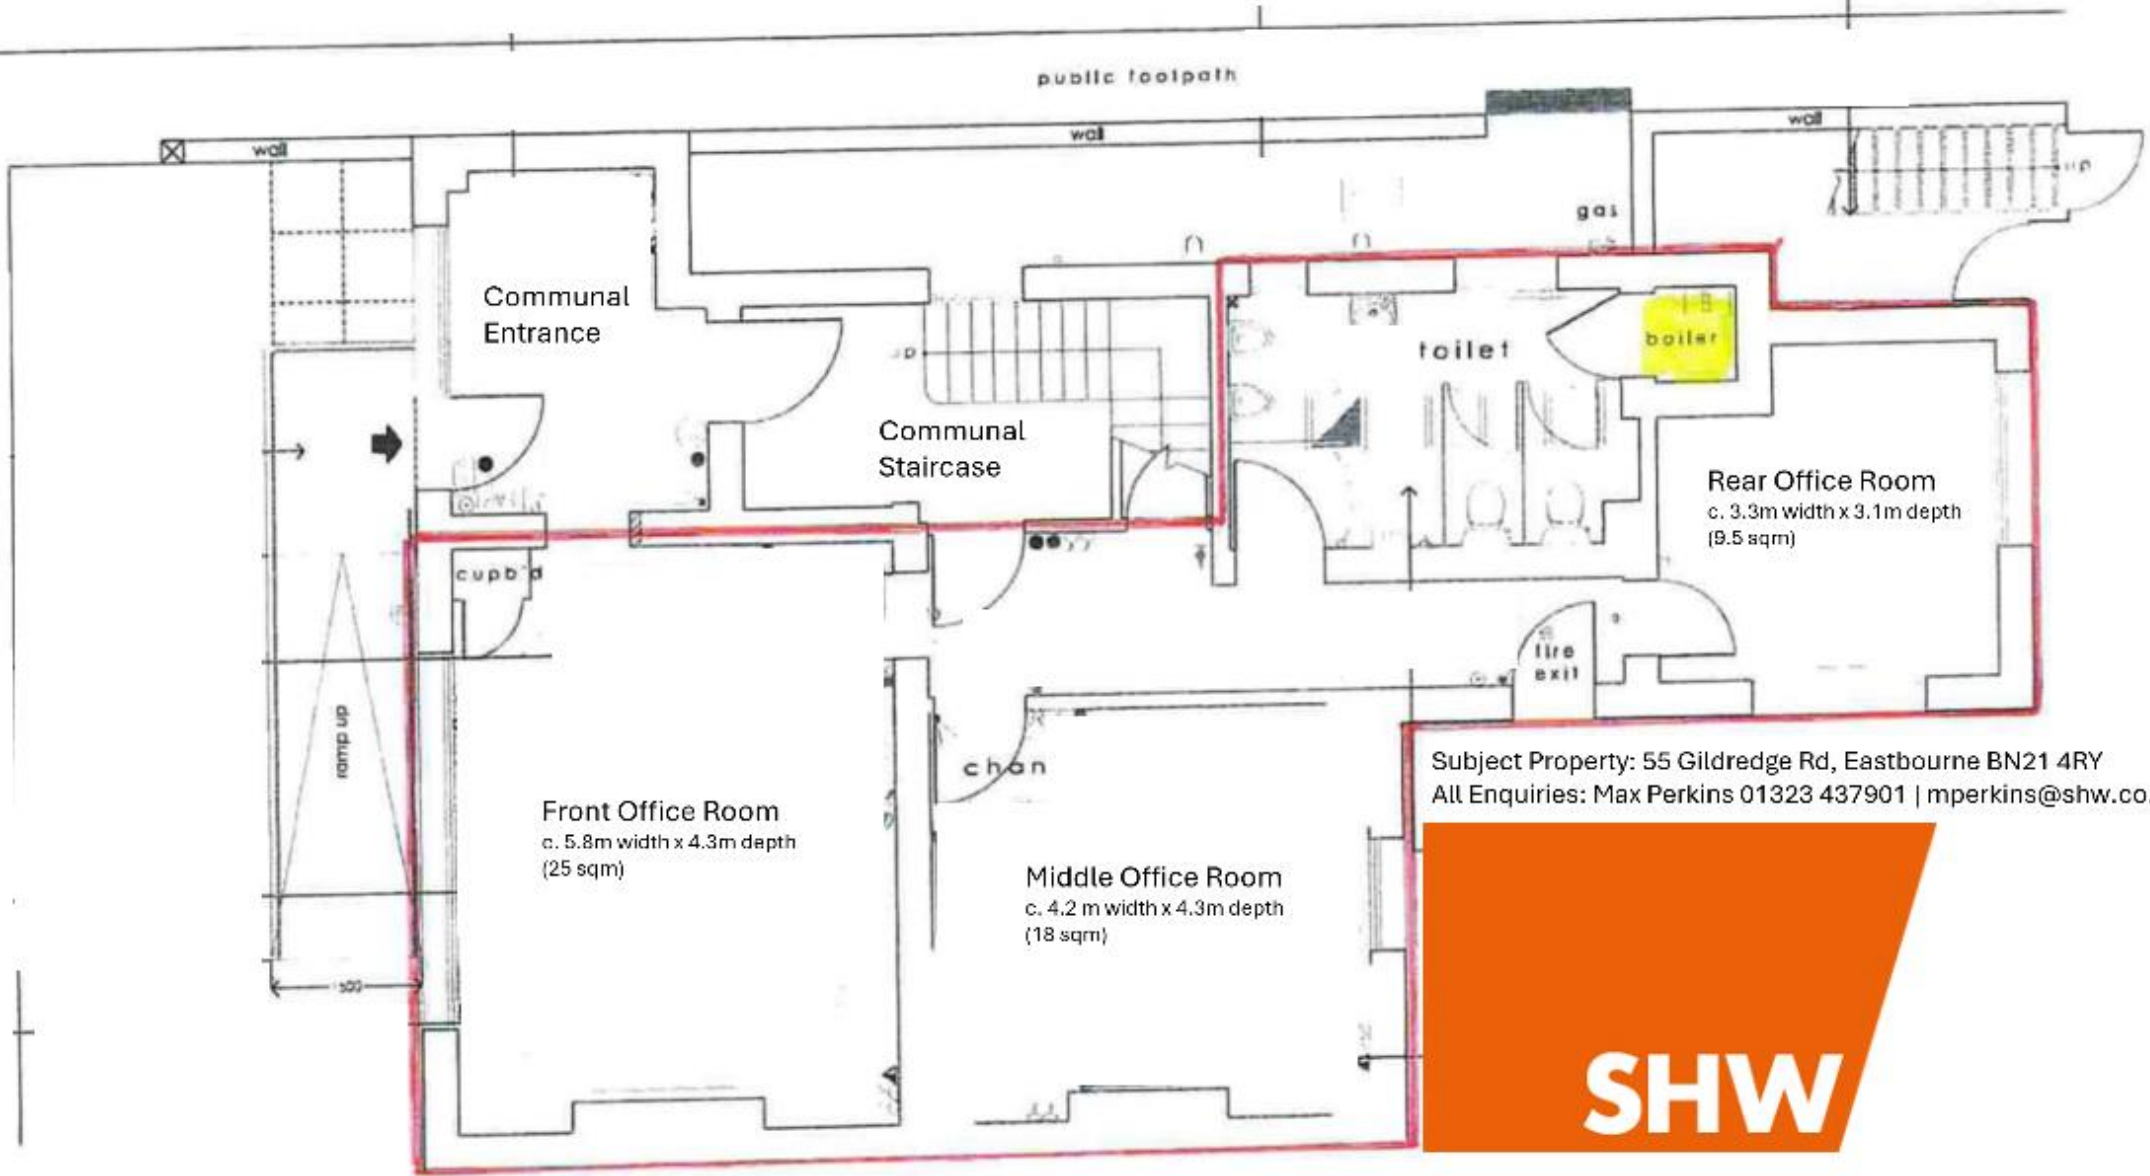 public footpath
wall
wall
wall
up
gas
Communal
Entrance
toilet
boiler
up
Communal
Staircase
Rear Office Room
c. 3.3m width x 3.1m depth
(9.5 sqm)
cupb'd
fire
exit
ramp up
chan
Subject Property: 55 Gildredge Rd, Eastbourne BN21 4RY
All Enquiries: Max Perkins 01323 437901 | mperkins@shw.co.
Front Office Room
c. 5.8m width x 4.3m depth
(25 sqm)
Middle Office Room
c. 4.2 m width x 4.3m depth
(18 sqm)
1500
SHW